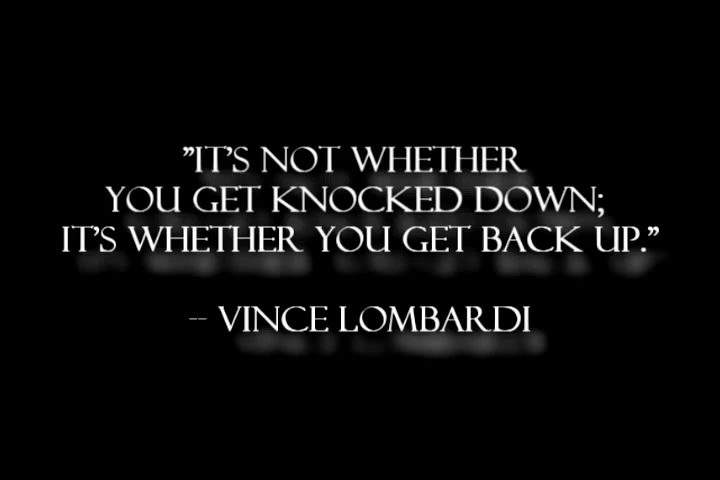 "IT'S NOT WHETHER
YOU GET KNOCKED DOWN;
IT'S WHETHER YOU GET BACK UP."
-- VINCE LOMBARDI